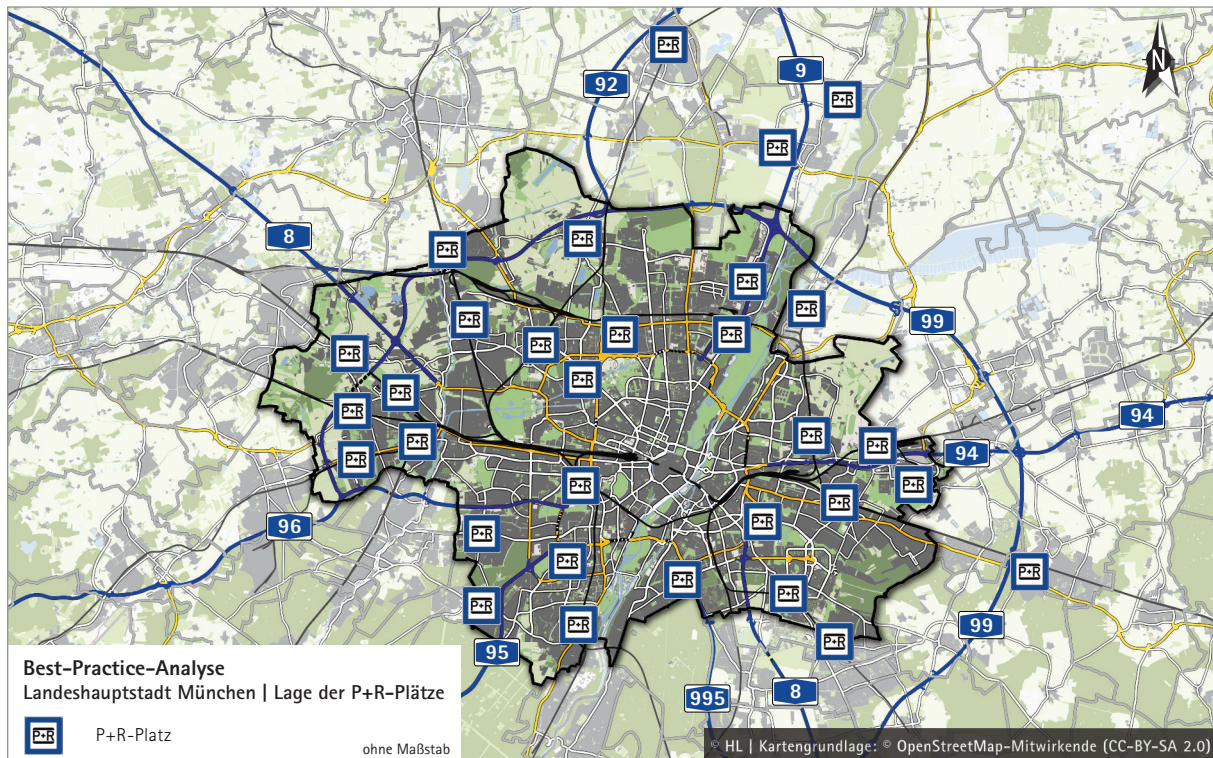 P+R
N
9
92
P+R
P+R
8
P+R
P+R
P+R
P+R
99
P+R
P+R
P+R
P+R
P+R
P+R
P+R
P+R
94
P+R
P+R
P+R
94
P+R
P+R
P+R
P+R
P+R
96
P+R
P+R
P+R
P+R
P+R
P+R
P+R
99
P+R
95
8
995
Best-Practice-Analyse
Landeshauptstadt München | Lage der P+R-Plätze
P+R P+R-Platz
ohne Maßstab
© HL | Kartengrundlage: © OpenStreetMap-Mitwirkende (CC-BY-SA 2.0)